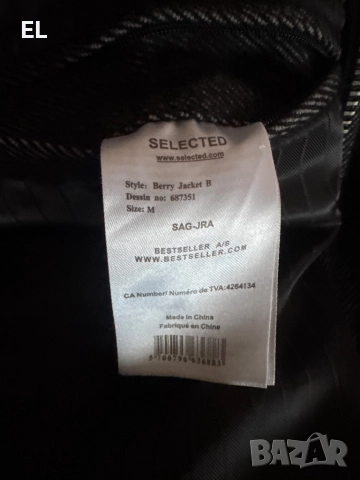 EL
SELECTED
www.selected.com
Style: Berry Jacket B
Dessin no: 687351
Size: M
SAG-JRA
BESTSELLER A/S
WWW.BESTSELLER.COM
CA Number/ Numéro de TVA:4264134
Made in China
Fabriqué en China
BAZAR